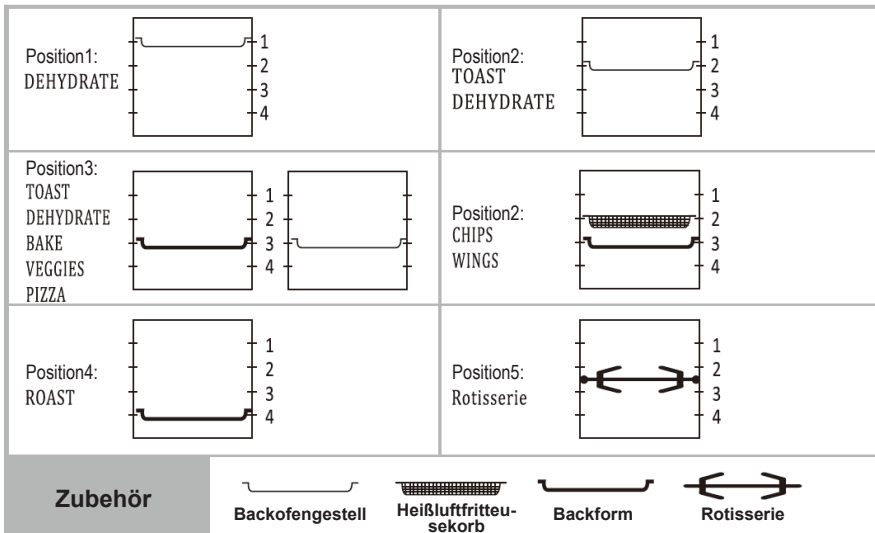 Position1:
DEHYDRATE
1
2
3
4
Position2:
TOAST
DEHYDRATE
1
2
3
4
Position3:
TOAST
DEHYDRATE
BAKE
VEGGIES
PIZZA
1
2
3
4
Position2:
CHIPS
WINGS
1
2
3
4
Position4:
ROAST
1
2
3
4
Position5:
Rotisserie
1
2
3
4
Zubehör
Backofengestell
Heißluftfritteu-
sekorb
Backform
Rotisserie